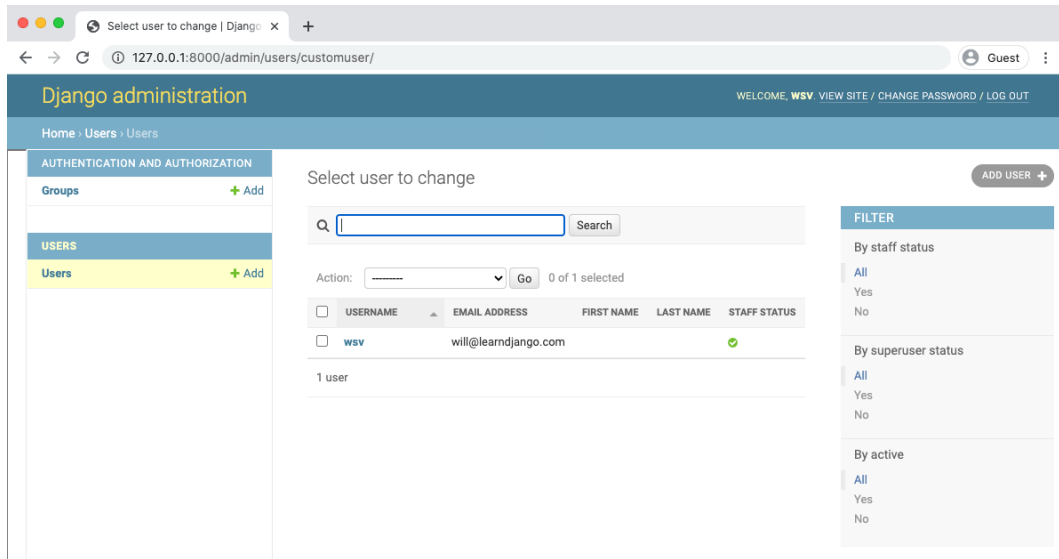 Select user to change | Django
127.0.0.1:8000/admin/users/customuser/
Guest
Django administration
WELCOME, WSV. VIEW SITE / CHANGE PASSWORD / LOG OUT
Home › Users › Users
AUTHENTICATION AND AUTHORIZATION
Groups + Add
USERS
Users + Add
Select user to change
ADD USER +
Search
Action: --------- Go 0 of 1 selected
USERNAME EMAIL ADDRESS FIRST NAME LAST NAME STAFF STATUS
wsv will@learndjango.com
1 user
FILTER
By staff status
All
Yes
No
By superuser status
All
Yes
No
By active
All
Yes
No